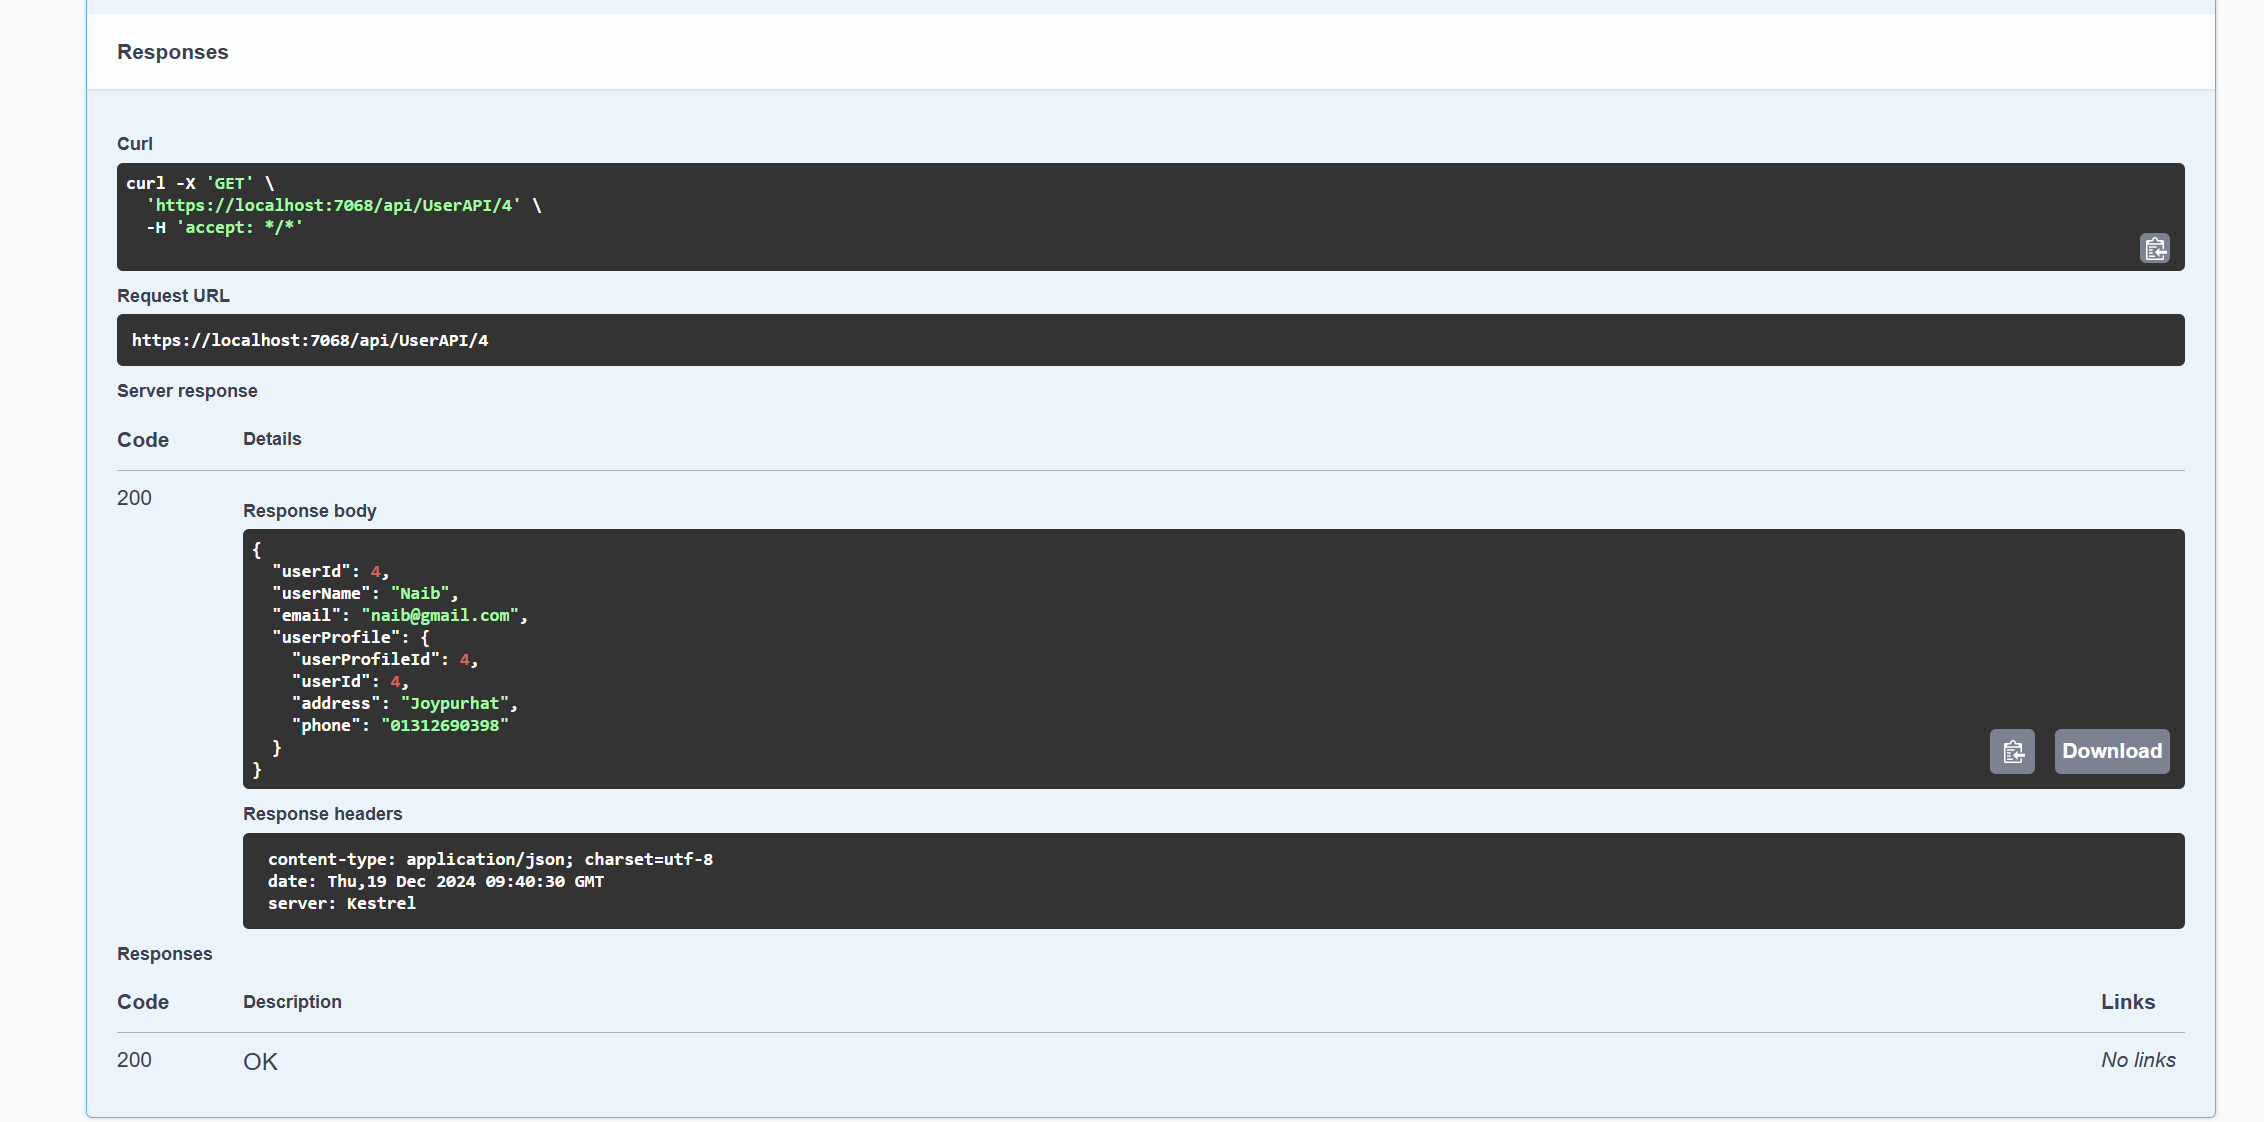 Responses
Curl
curl -X 'GET' \
  'https://localhost:7068/api/UserAPI/4' \
  -H 'accept: */*'
Request URL
https://localhost:7068/api/UserAPI/4
Server response
Code Details
200
Response body
{
  "userId": 4,
  "userName": "Naib",
  "email": "naib@gmail.com",
  "userProfile": {
    "userProfileId": 4,
    "userId": 4,
    "address": "Joypurhat",
    "phone": "01312690398"
  }
}
Download
Response headers
content-type: application/json; charset=utf-8
date: Thu,19 Dec 2024 09:40:30 GMT
server: Kestrel
Responses
Code Description Links
200 OK No links